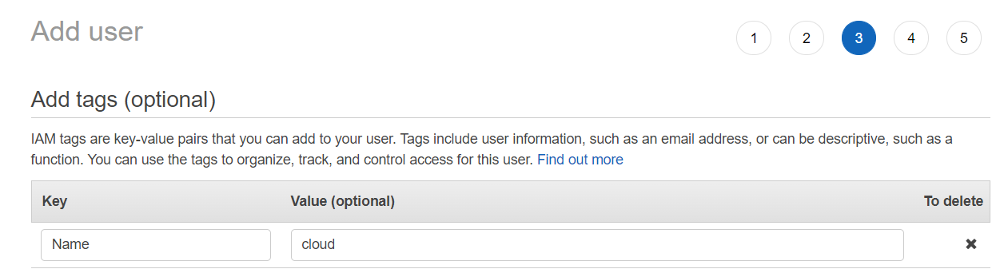 Add user
1 2 3 4 5
Add tags (optional)
IAM tags are key-value pairs that you can add to your user. Tags include user information, such as an email address, or can be descriptive, such as a
function. You can use the tags to organize, track, and control access for this user. Find out more
Key Value (optional) To delete
Name cloud